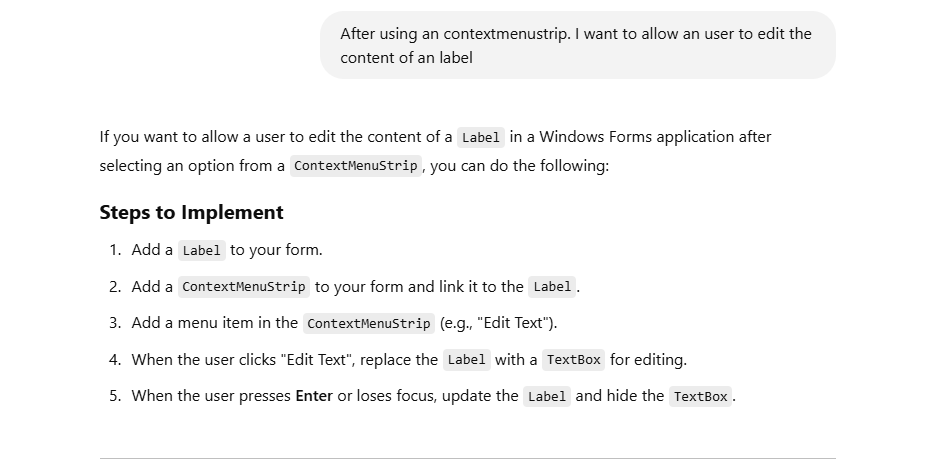 After using an contextmenustrip. I want to allow an user to edit the
content of an label
If you want to allow a user to edit the content of a Label in a Windows Forms application after
selecting an option from a ContextMenuStrip, you can do the following:
Steps to Implement
1. Add a Label to your form.
2. Add a ContextMenuStrip to your form and link it to the Label.
3. Add a menu item in the ContextMenuStrip (e.g., "Edit Text").
4. When the user clicks "Edit Text", replace the Label with a TextBox for editing.
5. When the user presses Enter or loses focus, update the Label and hide the TextBox.